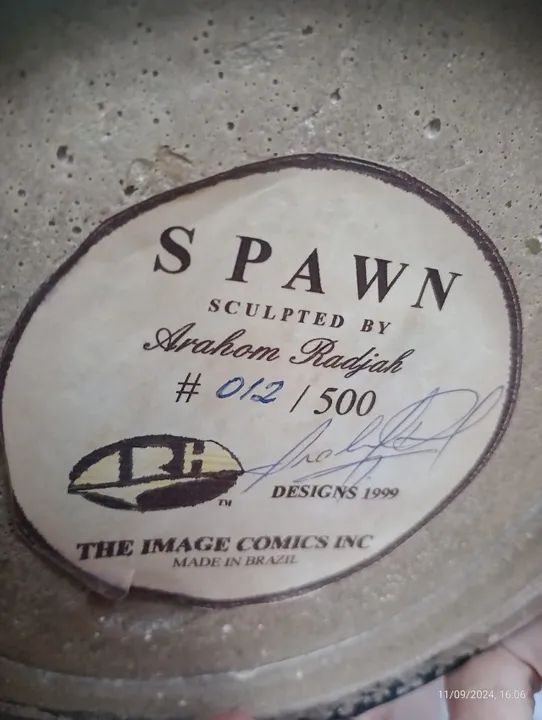 SPAWN
SCULPTED BY
Arahom Radjah
# 012 / 500
TM
DESIGNS 1999
THE IMAGE COMICS INC
MADE IN BRAZIL
11/09/2024, 16:06